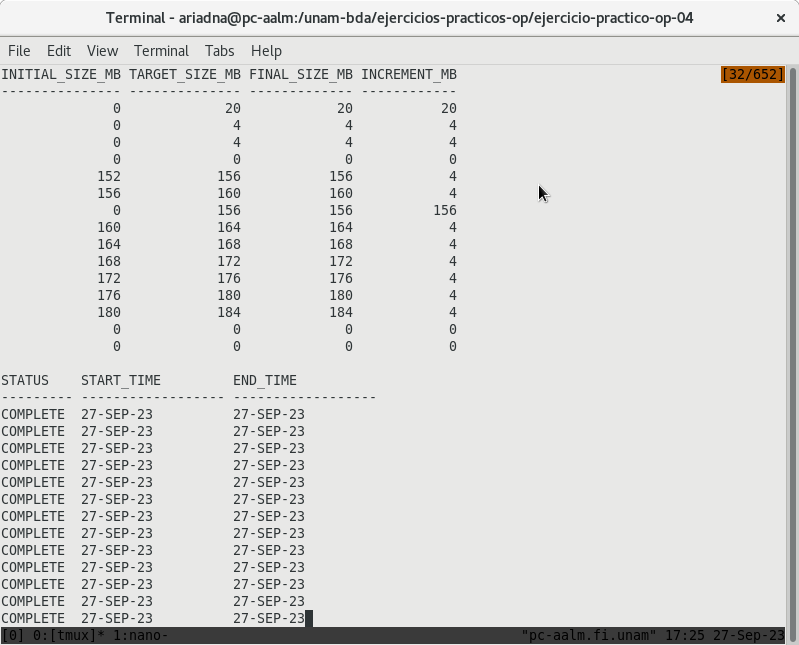 Terminal - ariadna@pc-aalm:/unam-bda/ejercicios-practicos-op/ejercicio-practico-op-04 ×
File Edit View Terminal Tabs Help
INITIAL_SIZE_MB TARGET_SIZE_MB FINAL_SIZE_MB INCREMENT_MB [32/652]
--------------- -------------- ------------- ------------
0 20 20 20
0 4 4 4
0 4 4 4
0 0 0 0
152 156 156 4
156 160 160 4
0 156 156 156
160 164 164 4
164 168 168 4
168 172 172 4
172 176 176 4
176 180 180 4
180 184 184 4
0 0 0 0
0 0 0 0
STATUS START_TIME END_TIME
--------- ------------------ ------------------
COMPLETE 27-SEP-23 27-SEP-23
COMPLETE 27-SEP-23 27-SEP-23
COMPLETE 27-SEP-23 27-SEP-23
COMPLETE 27-SEP-23 27-SEP-23
COMPLETE 27-SEP-23 27-SEP-23
COMPLETE 27-SEP-23 27-SEP-23
COMPLETE 27-SEP-23 27-SEP-23
COMPLETE 27-SEP-23 27-SEP-23
COMPLETE 27-SEP-23 27-SEP-23
COMPLETE 27-SEP-23 27-SEP-23
COMPLETE 27-SEP-23 27-SEP-23
COMPLETE 27-SEP-23 27-SEP-23
COMPLETE 27-SEP-23 27-SEP-23
[0] 0:[tmux]* 1:nano- "pc-aalm.fi.unam" 17:25 27-Sep-23